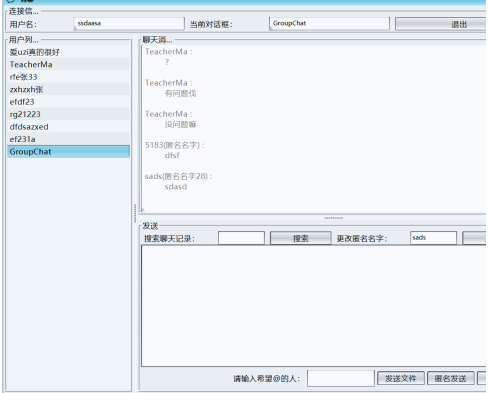 连接信...
用户名： ssdaasa 当前对话框： GroupChat 退出
用户列...
爱uzi真的很好
TeacherMa
rfe张33
zxhzxh张
efdf23
rg21223
dfdsazxed
ef231a
GroupChat
聊天消...
TeacherMa :
?
TeacherMa :
有问题伐
TeacherMa :
没问题嘛
5183(匿名名字) :
dfsf
sads(匿名名字28) :
sdasd
发送
搜索聊天记录： 搜索 更改匿名名字： sads
请输入希望@的人： 发送文件 匿名发送